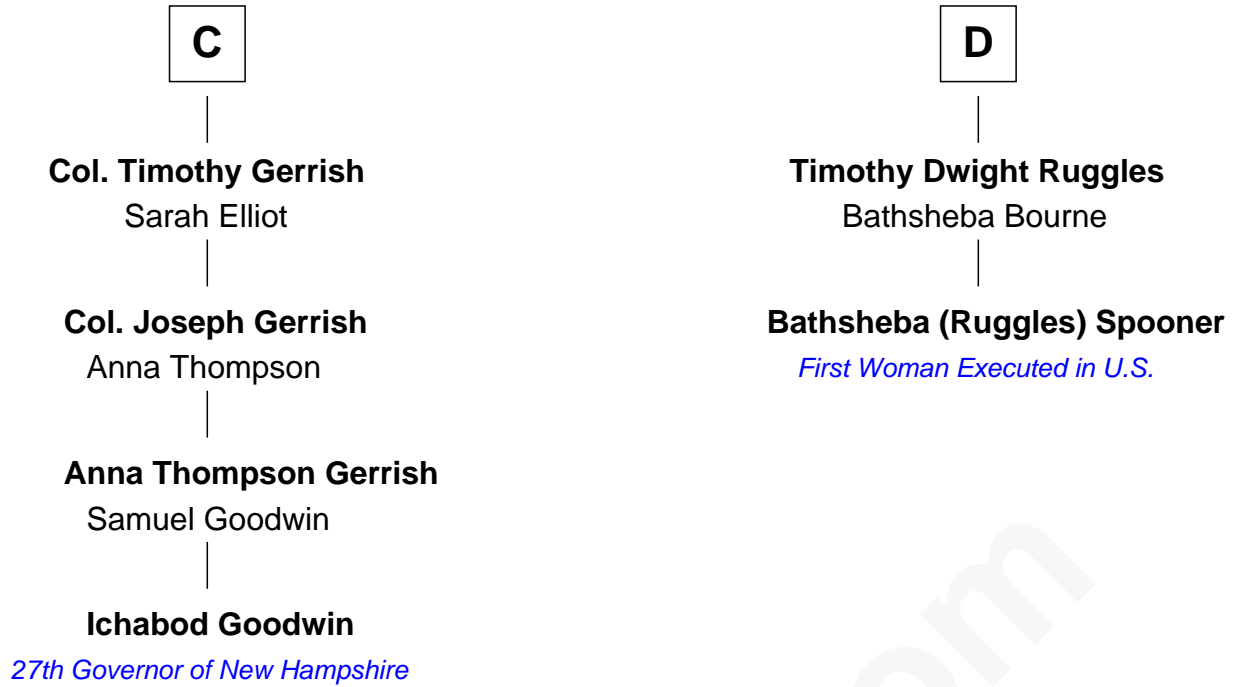 C
D
Col. Timothy Gerrish
Sarah Elliot
Timothy Dwight Ruggles
Bathsheba Bourne
Col. Joseph Gerrish
Anna Thompson
Bathsheba (Ruggles) Spooner
First Woman Executed in U.S.
Anna Thompson Gerrish
Samuel Goodwin
Ichabod Goodwin
27th Governor of New Hampshire
om